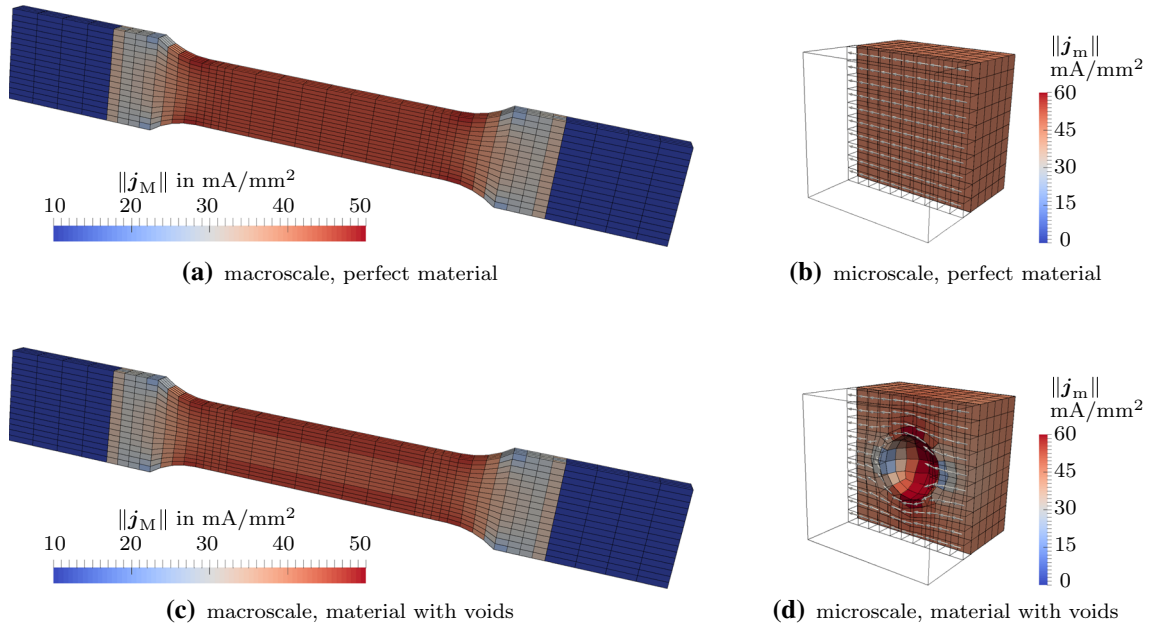 ‖j_M‖ in mA/mm²
10 20 30 40 50
(a) macroscale, perfect material
‖j_m‖
mA/mm²
60
45
30
15
0
(b) microscale, perfect material
‖j_M‖ in mA/mm²
10 20 30 40 50
(c) macroscale, material with voids
‖j_m‖
mA/mm²
60
45
30
15
0
(d) microscale, material with voids